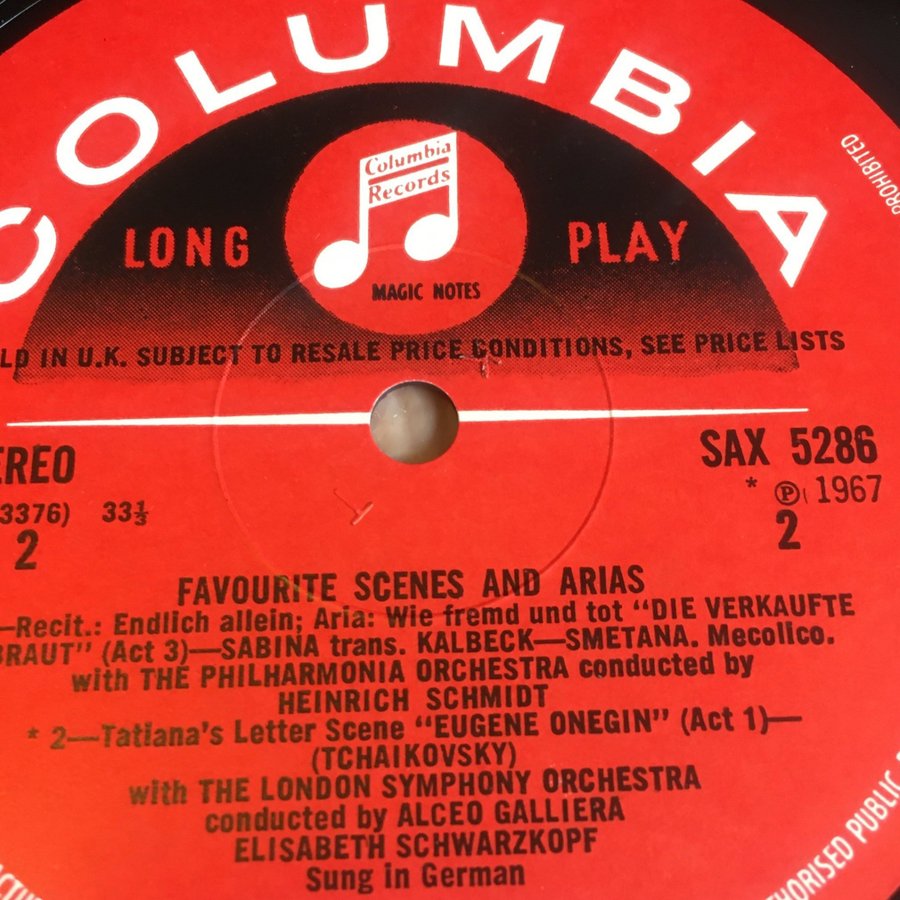 COLUMBIA
PROHIBITED
Columbia
Records
LONG PLAY
MAGIC NOTES
LD IN U.K. SUBJECT TO RESALE PRICE CONDITIONS, SEE PRICE LISTS
EREO SAX 5286
3376) 33⅓ * ℗ 1967
2 2
FAVOURITE SCENES AND ARIAS
—Recit.: Endlich allein; Aria: Wie fremd und tot "DIE VERKAUFTE
BRAUT" (Act 3)—SABINA trans. KALBECK—SMETANA. Mecolico.
with THE PHILHARMONIA ORCHESTRA conducted by
HEINRICH SCHMIDT
* 2—Tatiana's Letter Scene "EUGENE ONEGIN" (Act 1)—
(TCHAIKOVSKY)
with THE LONDON SYMPHONY ORCHESTRA
conducted by ALCEO GALLIERA
ELISABETH SCHWARZKOPF
Sung in German
HORISED PUBLIC